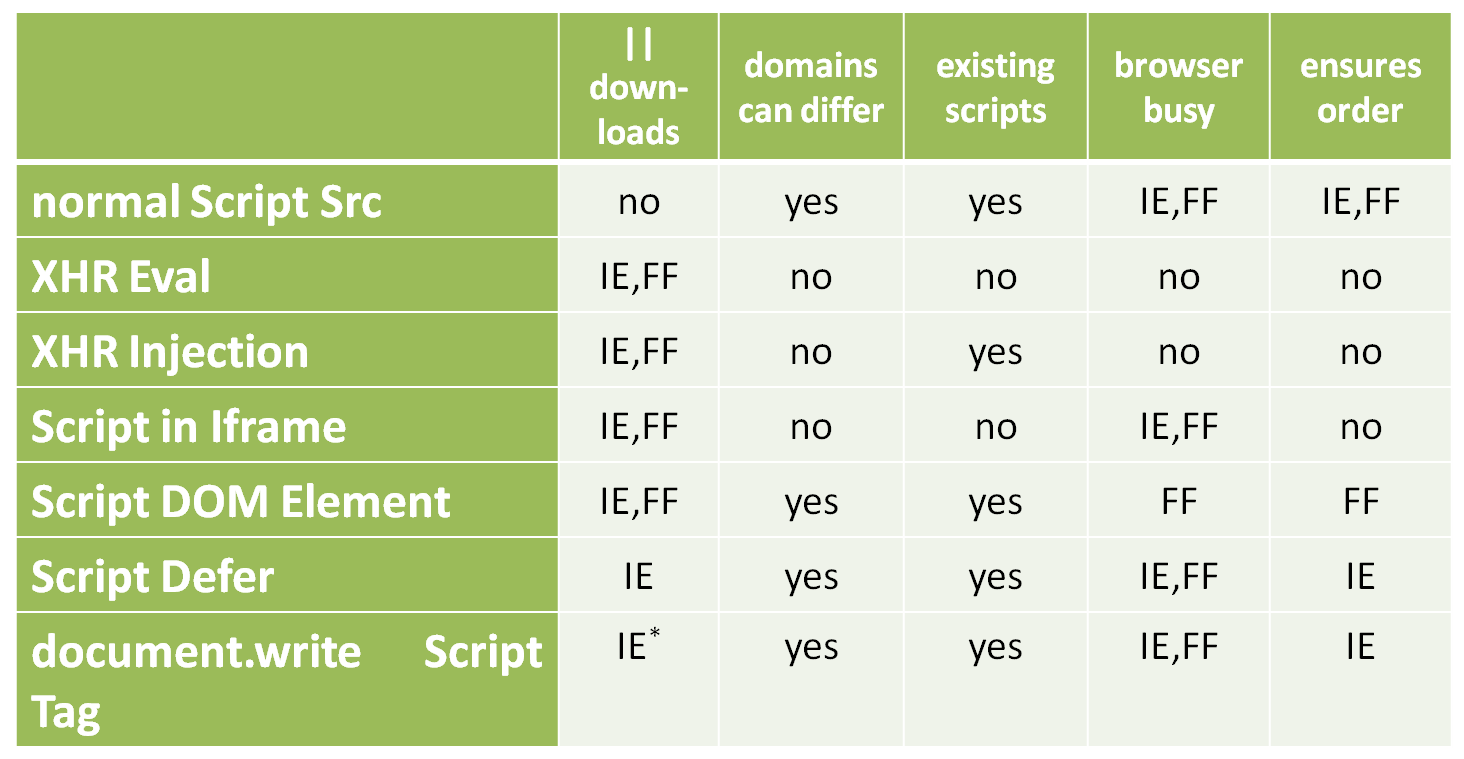 || down-loads domains can differ existing scripts browser busy ensures order
normal Script Src no yes yes IE,FF IE,FF
XHR Eval IE,FF no no no no
XHR Injection IE,FF no yes no no
Script in Iframe IE,FF no no IE,FF no
Script DOM Element IE,FF yes yes FF FF
Script Defer IE yes yes IE,FF IE
document.write Script Tag IE* yes yes IE,FF IE